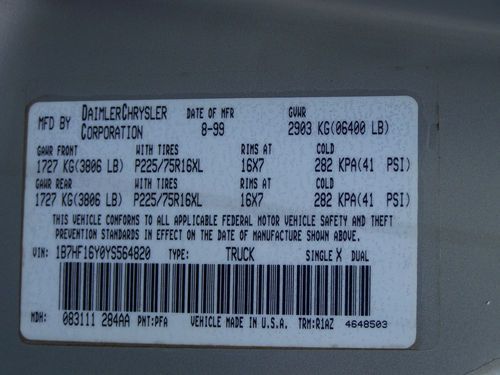 MFD BY DAIMLERCHRYSLER CORPORATION DATE OF MFR 8-99 GVWR 2903 KG(06400 LB)
GAWR FRONT WITH TIRES RIMS AT COLD
1727 KG(3806 LB) P225/75R16XL 16X7 282 KPA(41 PSI)
GAWR REAR WITH TIRES RIMS AT COLD
1727 KG(3806 LB) P225/75R16XL 16X7 282 KPA(41 PSI)
THIS VEHICLE CONFORMS TO ALL APPLICABLE FEDERAL MOTOR VEHICLE SAFETY AND THEFT
PREVENTION STANDARDS IN EFFECT ON THE DATE OF MANUFACTURE SHOWN ABOVE.
VIN: 1B7HF16Y0YS564820 TYPE: TRUCK SINGLE X DUAL
MDH: 083111 284AA PNT:PFA VEHICLE MADE IN U.S.A. TRM:R1AZ 4648503